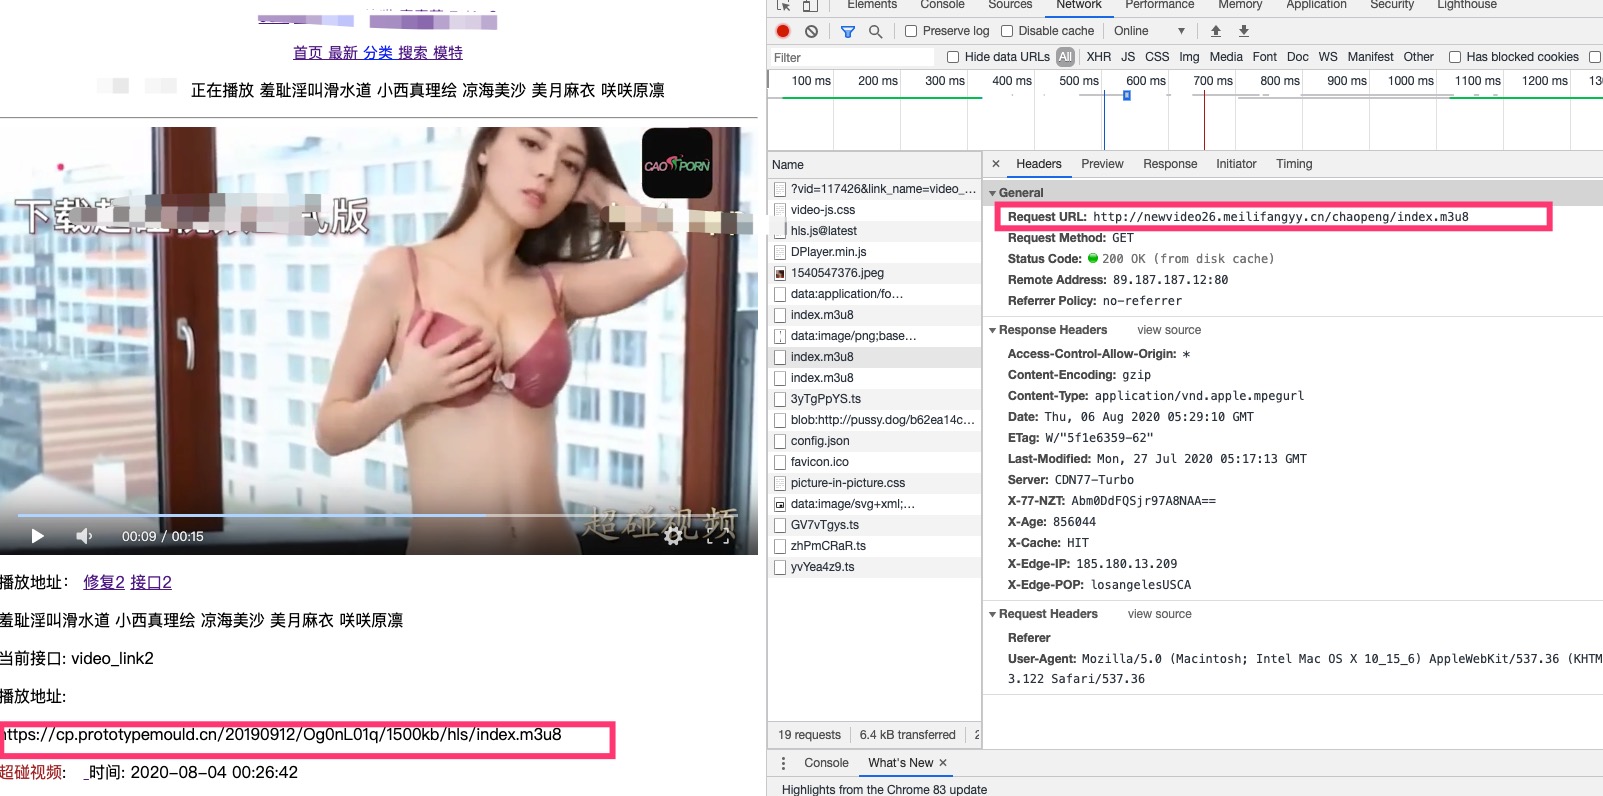 首页 最新 分类 搜索 模特
正在播放 羞耻淫叫滑水道 小西真理绘 凉海美沙 美月麻衣 咲咲原凛
CAO PORN
下载超
版
超碰视频
00:09 / 00:15
播放地址: 修复2 接口2
羞耻淫叫滑水道 小西真理绘 凉海美沙 美月麻衣 咲咲原凛
当前接口: video_link2
播放地址:
https://cp.prototypemould.cn/20190912/Og0nL01q/1500kb/hls/index.m3u8
超碰视频: _时间: 2020-08-04 00:26:42
Elements Console Sources Network Performance Memory Application Security Lighthouse
Preserve log Disable cache Online
Filter Hide data URLs All XHR JS CSS Img Media Font Doc WS Manifest Other Has blocked cookies
100 ms 200 ms 300 ms 400 ms 500 ms 600 ms 700 ms 800 ms 900 ms 1000 ms 1100 ms 1200 ms 130
Name
?vid=117426&link_name=video_...
video-js.css
hls.js@latest
DPlayer.min.js
1540547376.jpeg
data:application/fo...
index.m3u8
data:image/png;base...
index.m3u8
index.m3u8
3yTgPpYS.ts
blob:http://pussy.dog/b62ea14c...
config.json
favicon.ico
picture-in-picture.css
data:image/svg+xml;...
GV7vTgys.ts
zhPmCRaR.ts
yvYea4z9.ts
19 requests 6.4 kB transferred 2
× Headers Preview Response Initiator Timing
General
Request URL: http://newvideo26.meilifangyy.cn/chaopeng/index.m3u8
Request Method: GET
Status Code: 200 OK (from disk cache)
Remote Address: 89.187.187.12:80
Referrer Policy: no-referrer
Response Headers view source
Access-Control-Allow-Origin: *
Content-Encoding: gzip
Content-Type: application/vnd.apple.mpegurl
Date: Thu, 06 Aug 2020 05:29:10 GMT
ETag: W/"5f1e6359-62"
Last-Modified: Mon, 27 Jul 2020 05:17:13 GMT
Server: CDN77-Turbo
X-77-NZT: Abm0DdFQSjr97A8NAA==
X-Age: 856044
X-Cache: HIT
X-Edge-IP: 185.180.13.209
X-Edge-POP: losangelesUSCA
Request Headers view source
Referer
User-Agent: Mozilla/5.0 (Macintosh; Intel Mac OS X 10_15_6) AppleWebKit/537.36 (KHTM
3.122 Safari/537.36
Console What's New ×
Highlights from the Chrome 83 update